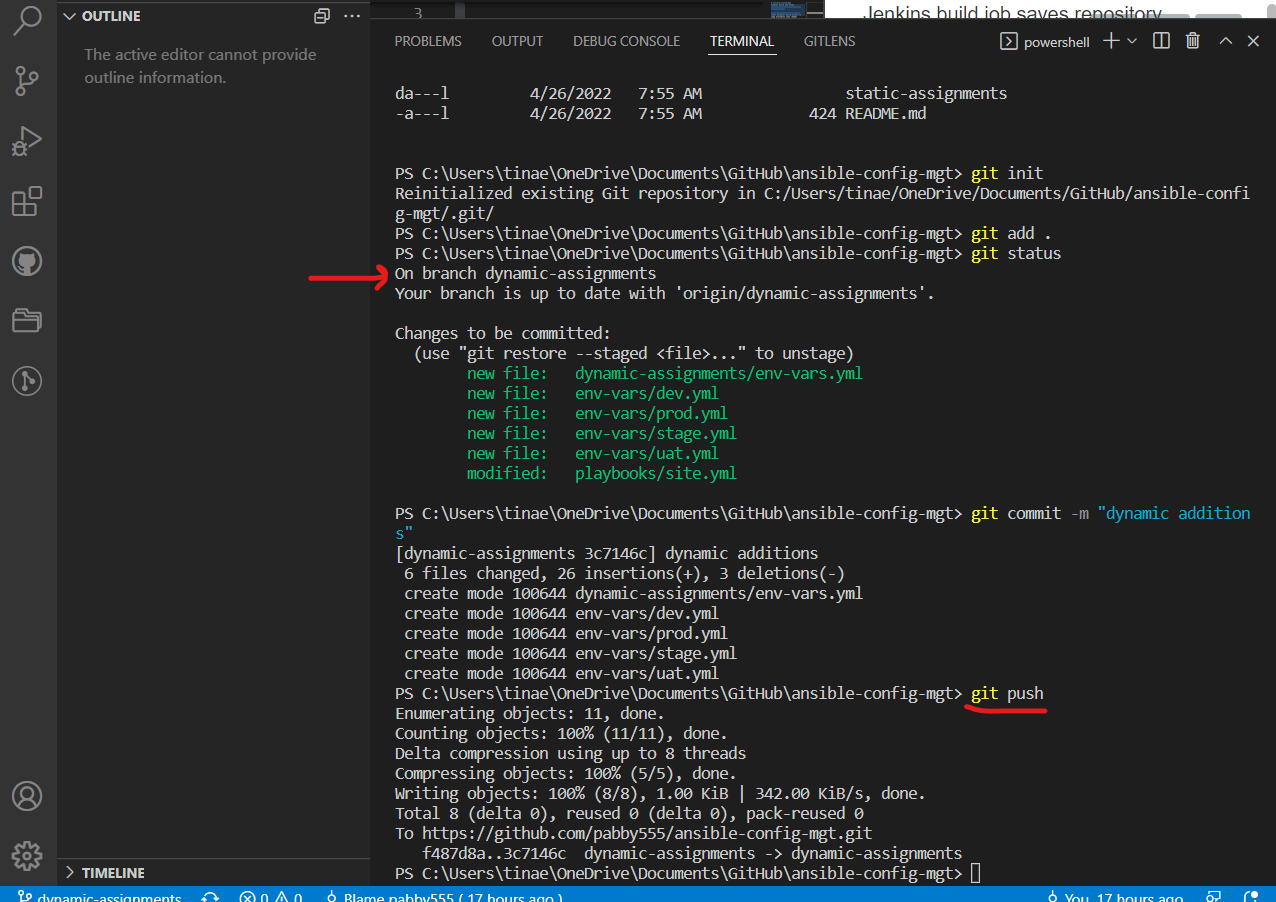 OUTLINE
The active editor cannot provide
outline information.
3
Jenkins build job saves repository
PROBLEMS OUTPUT DEBUG CONSOLE TERMINAL GITLENS
powershell
da---l 4/26/2022 7:55 AM static-assignments
-a---l 4/26/2022 7:55 AM 424 README.md
PS C:\Users\tinae\OneDrive\Documents\GitHub\ansible-config-mgt> git init
Reinitialized existing Git repository in C:/Users/tinae/OneDrive/Documents/GitHub/ansible-confi
g-mgt/.git/
PS C:\Users\tinae\OneDrive\Documents\GitHub\ansible-config-mgt> git add .
PS C:\Users\tinae\OneDrive\Documents\GitHub\ansible-config-mgt> git status
On branch dynamic-assignments
Your branch is up to date with 'origin/dynamic-assignments'.
Changes to be committed:
(use "git restore --staged <file>..." to unstage)
new file: dynamic-assignments/env-vars.yml
new file: env-vars/dev.yml
new file: env-vars/prod.yml
new file: env-vars/stage.yml
new file: env-vars/uat.yml
modified: playbooks/site.yml
PS C:\Users\tinae\OneDrive\Documents\GitHub\ansible-config-mgt> git commit -m "dynamic addition
s"
[dynamic-assignments 3c7146c] dynamic additions
6 files changed, 26 insertions(+), 3 deletions(-)
create mode 100644 dynamic-assignments/env-vars.yml
create mode 100644 env-vars/dev.yml
create mode 100644 env-vars/prod.yml
create mode 100644 env-vars/stage.yml
create mode 100644 env-vars/uat.yml
PS C:\Users\tinae\OneDrive\Documents\GitHub\ansible-config-mgt> git push
Enumerating objects: 11, done.
Counting objects: 100% (11/11), done.
Delta compression using up to 8 threads
Compressing objects: 100% (5/5), done.
Writing objects: 100% (8/8), 1.00 KiB | 342.00 KiB/s, done.
Total 8 (delta 0), reused 0 (delta 0), pack-reused 0
To https://github.com/pabby555/ansible-config-mgt.git
f487d8a..3c7146c dynamic-assignments -> dynamic-assignments
PS C:\Users\tinae\OneDrive\Documents\GitHub\ansible-config-mgt>
TIMELINE
dynamic-assignments 0 0 Blame pabby555 ( 17 hours ago ) You, 17 hours ago